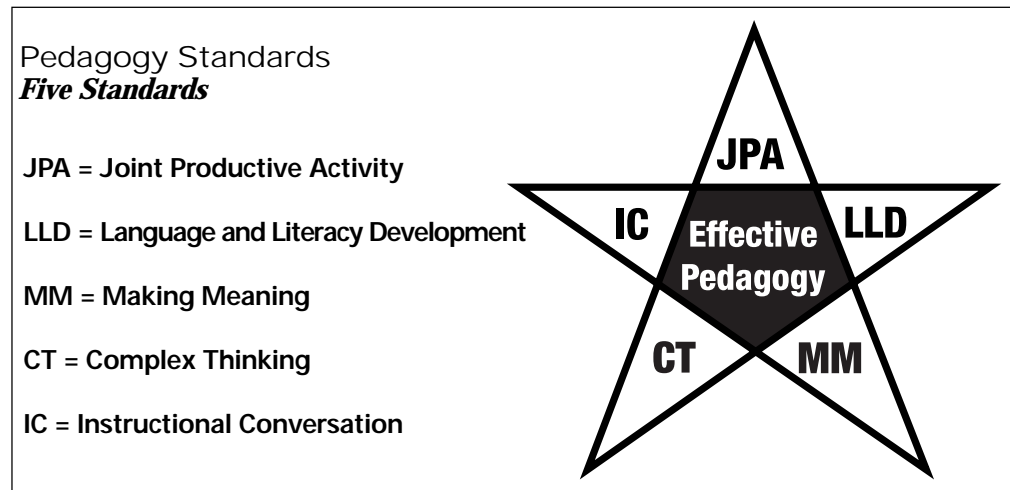 Pedagogy Standards
Five Standards
JPA = Joint Productive Activity
LLD = Language and Literacy Development
MM = Making Meaning
CT = Complex Thinking
IC = Instructional Conversation
JPA
IC
Effective
Pedagogy
LLD
CT
MM